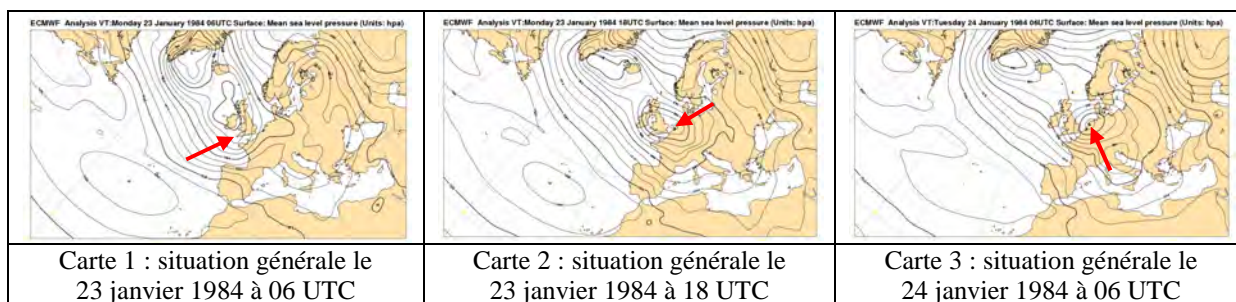 ECMWF Analysis VT:Monday 23 January 1984 06UTC Surface: Mean sea level pressure (Units: hpa)
ECMWF Analysis VT:Monday 23 January 1984 18UTC Surface: Mean sea level pressure (Units: hpa)
ECMWF Analysis VT:Tuesday 24 January 1984 06UTC Surface: Mean sea level pressure (Units: hpa)
Carte 1 : situation générale le
23 janvier 1984 à 06 UTC
Carte 2 : situation générale le
23 janvier 1984 à 18 UTC
Carte 3 : situation générale le
24 janvier 1984 à 06 UTC